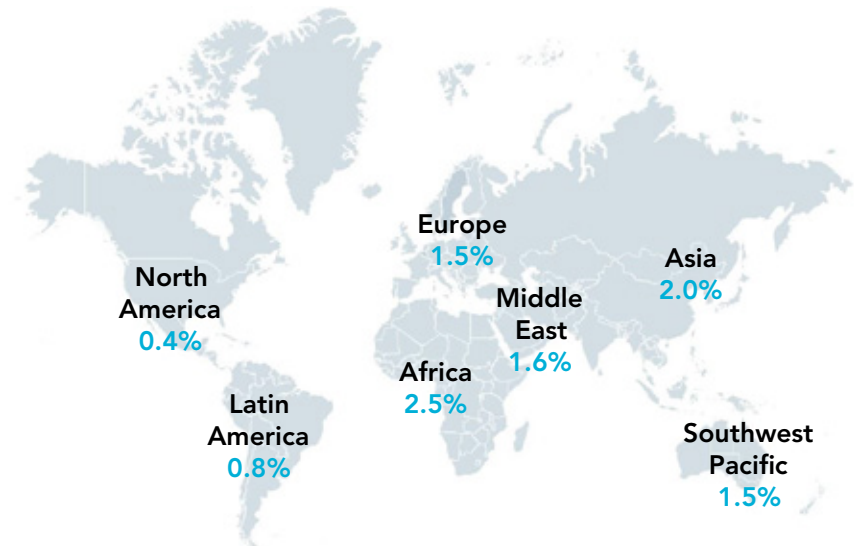 Europe
1.5%
Asia
2.0%
North
America
0.4%
Middle
East
1.6%
Africa
2.5%
Latin
America
0.8%
Southwest
Pacific
1.5%